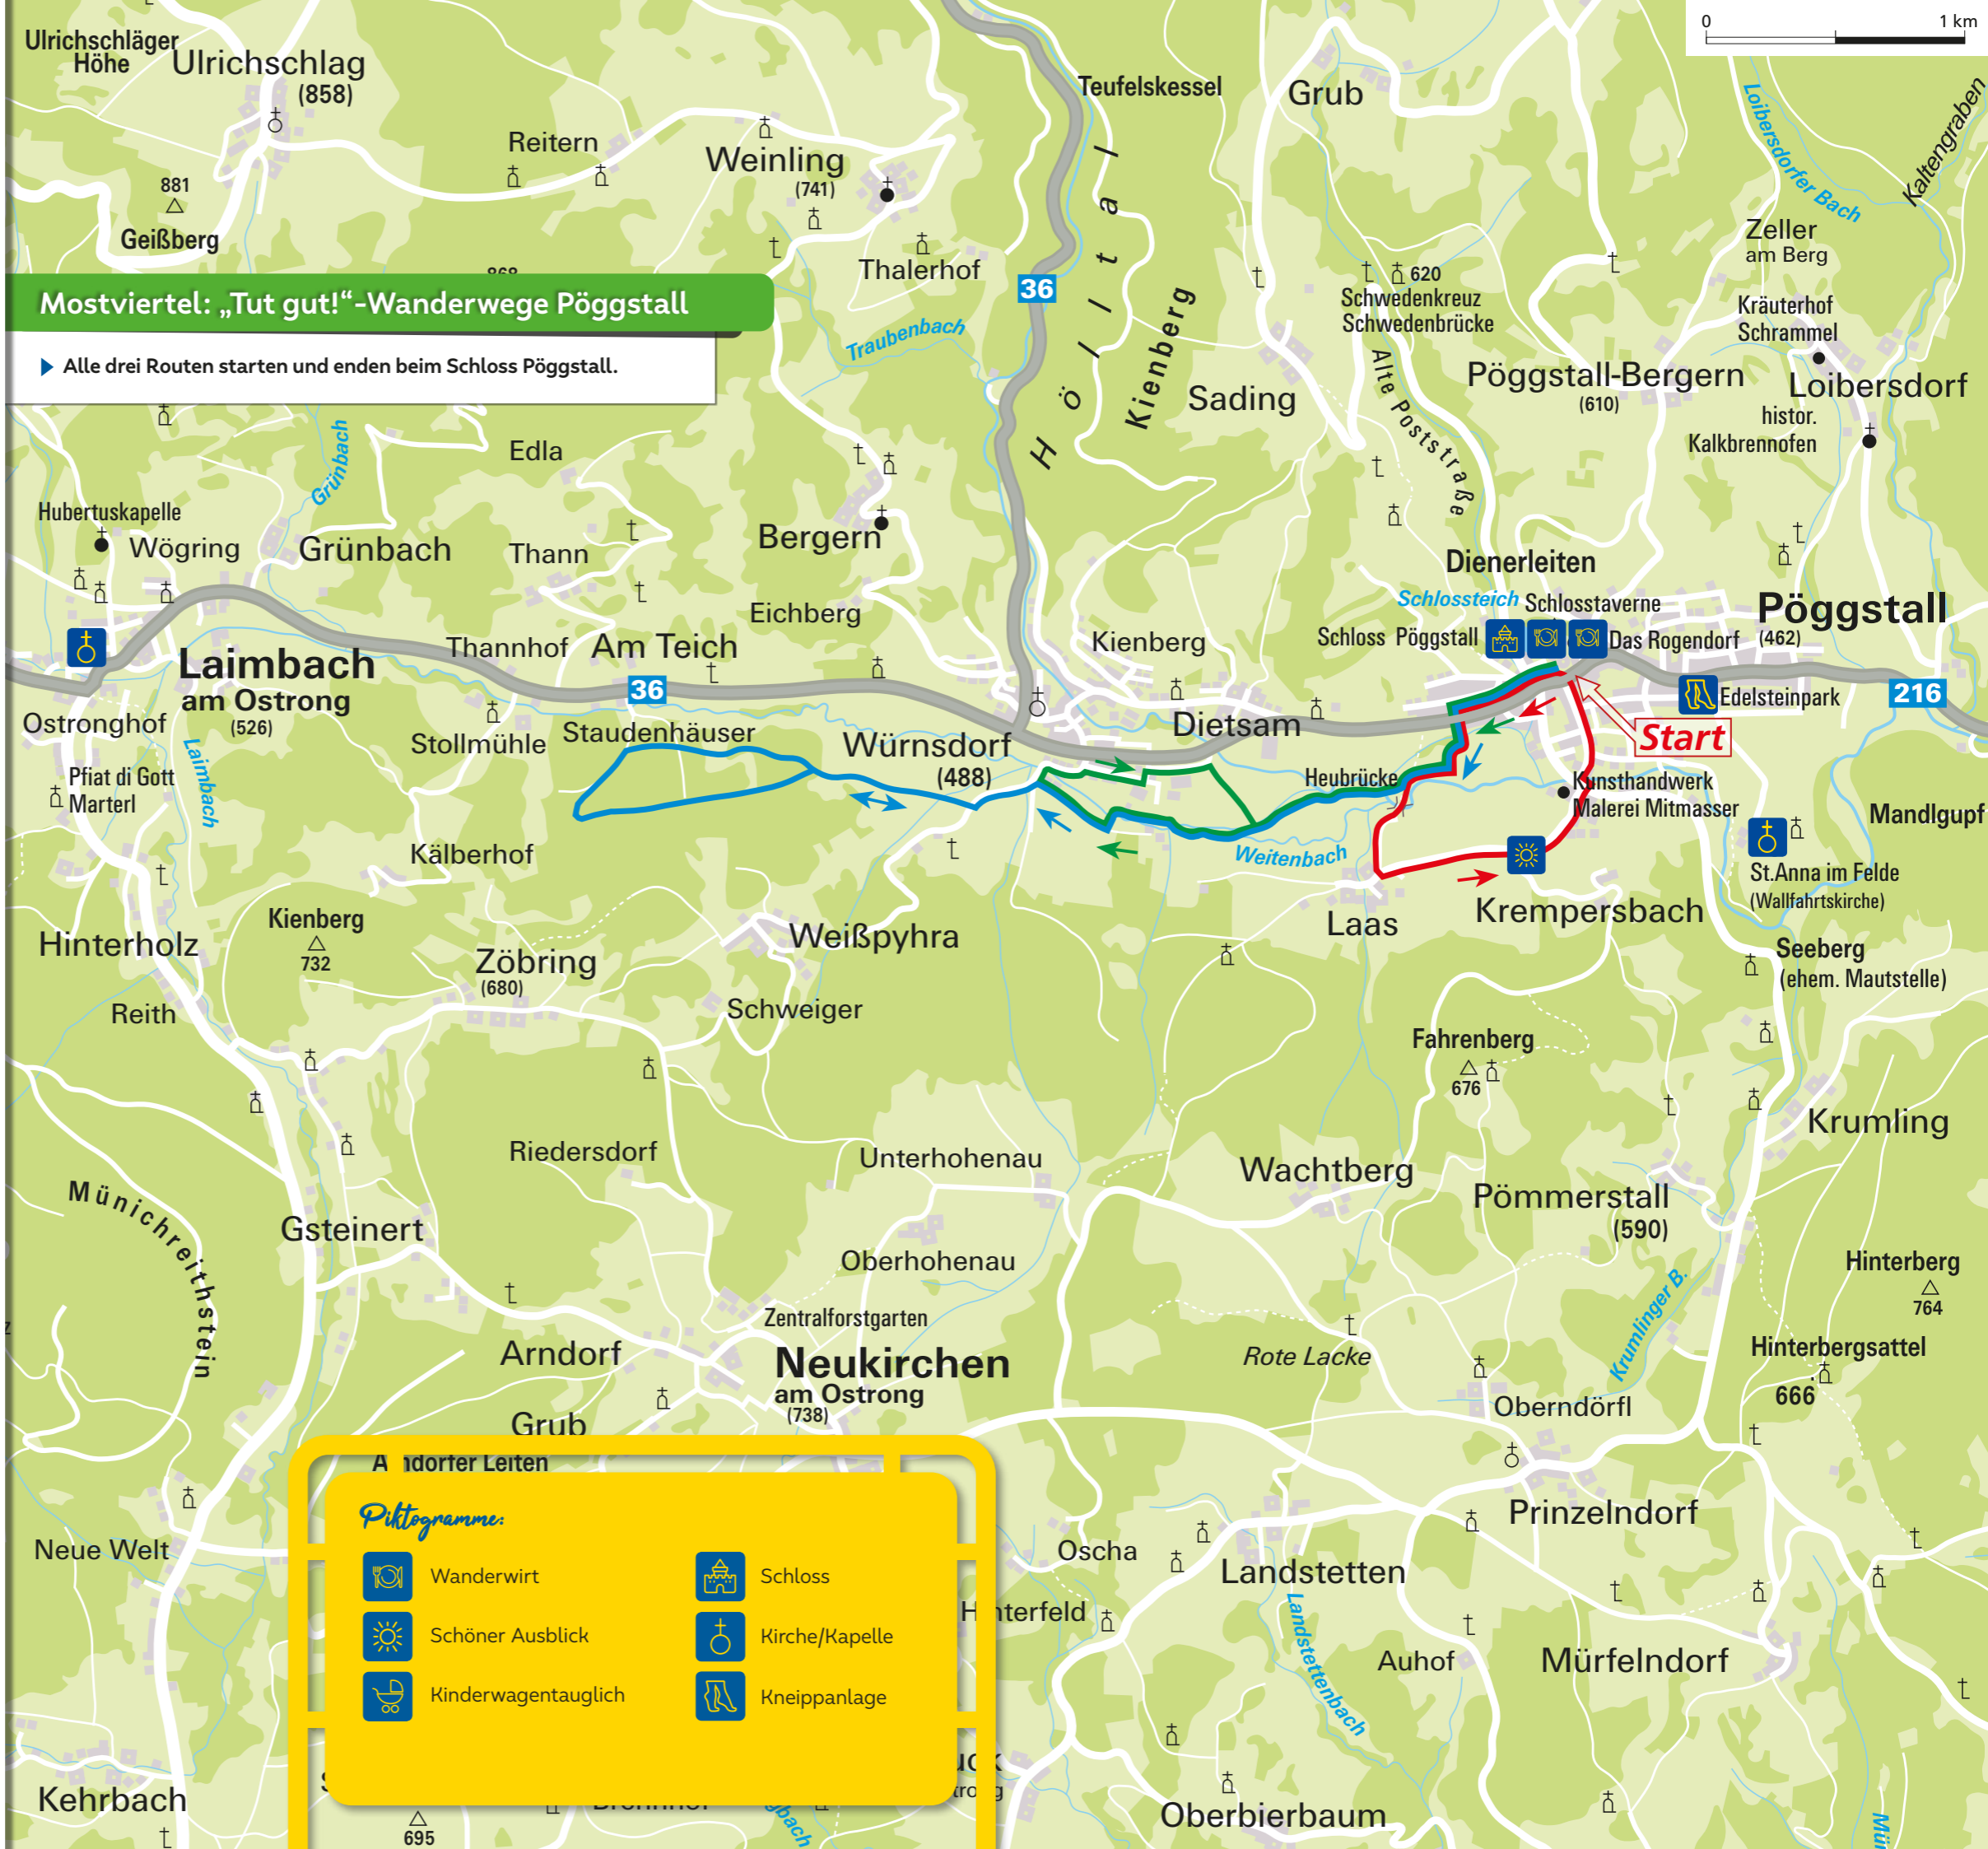 0 1 km
Ulrichschläger
Höhe
Ulrichschlag
(858)
Teufelskessel
Grub
Loibersdorfer Bach
Kaltengraben
Reitern
Weinling
(741)
881
Geißberg
Thalerhof
Zeller
am Berg
868
Mostviertel: „Tut gut!“-Wanderwege Pöggstall
Alle drei Routen starten und enden beim Schloss Pöggstall.
36
Hölltal
Kienberg
620
Schwedenkreuz
Schwedenbrücke
Kräuterhof
Schrammel
Traubenbach
Alte Poststraße
Sading
Pöggstall-Bergern
(610)
Loibersdorf
histor.
Kalkbrennofen
Grünbach
Edla
Hubertuskapelle
Wögring
Grünbach
Thann
Bergern
Dienerleiten
Eichberg
Schlossteich
Schlosstaverne
Pöggstall
(462)
Thannhof
Am Teich
Kienberg
Schloss Pöggstall
Das Rogendorf
Laimbach
am Ostrong
(526)
36
Edelsteinpark
216
Ostronghof
Stollmühle
Staudenhäuser
Würnsdorf
(488)
Dietsam
Start
Laimbach
Pfiat di Gott
Marterl
Heubrücke
Kunsthandwerk
Malerei Mitmasser
Mandlgupf
Kälberhof
Weitenbach
St.Anna im Felde
(Wallfahrtskirche)
Kienberg
732
Hinterholz
Zöbring
(680)
Weißpyhra
Laas
Krempersbach
Seeberg
(ehem. Mautstelle)
Reith
Schweiger
Fahrenberg
676
Krumling
Riedersdorf
Unterhohenau
Wachtberg
Pömmerstall
(590)
Münichreithstein
Gsteinert
Oberhohenau
Hinterberg
764
Krumlinger B.
Zentralforstgarten
Arndorf
Neukirchen
am Ostrong
(738)
Rote Lacke
Hinterbergsattel
666
Oberndörfl
Grub
Arndorfer Leiten
Piktogramme:
Wanderwirt
Schloss
Schöner Ausblick
Kirche/Kapelle
Kinderwagentauglich
Kneippanlage
Prinzelndorf
Neue Welt
Oscha
Landstetten
Hinterfeld
Landstettenbach
Auhof
Mürfelndorf
Kehrbach
695
Oberbierbaum